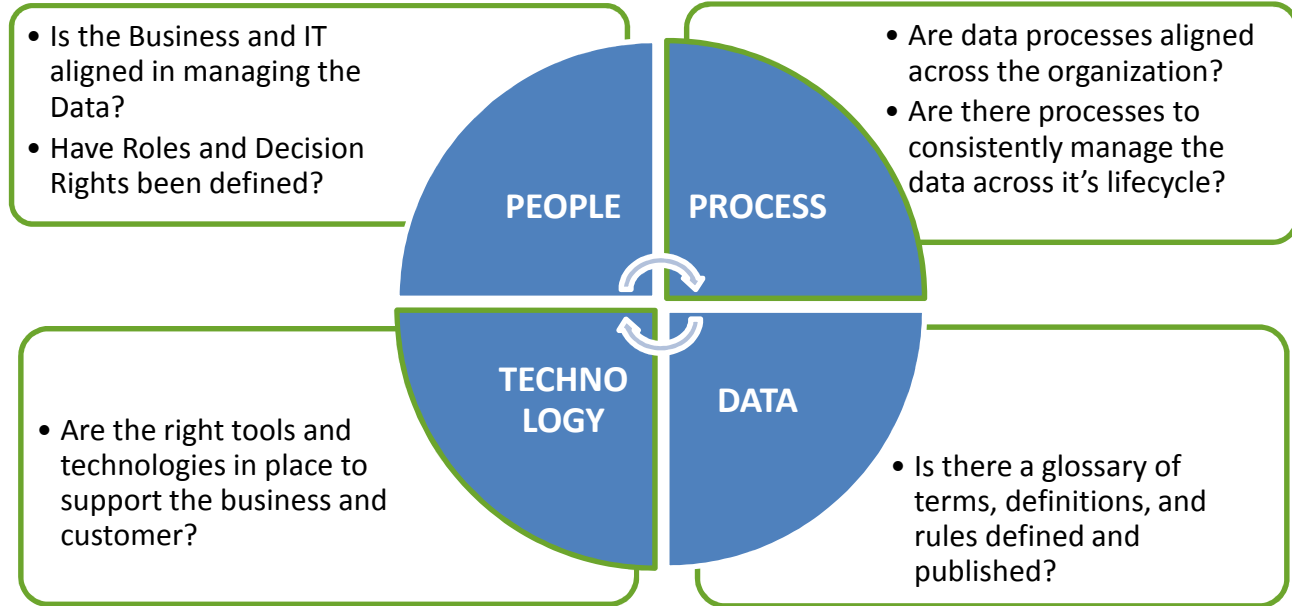 • Is the Business and IT
aligned in managing the
Data?
• Have Roles and Decision
Rights been defined?
• Are data processes aligned
across the organization?
• Are there processes to
consistently manage the
data across it’s lifecycle?
PEOPLE
PROCESS
TECHNO
LOGY
DATA
• Are the right tools and
technologies in place to
support the business and
customer?
• Is there a glossary of
terms, definitions, and
rules defined and
published?